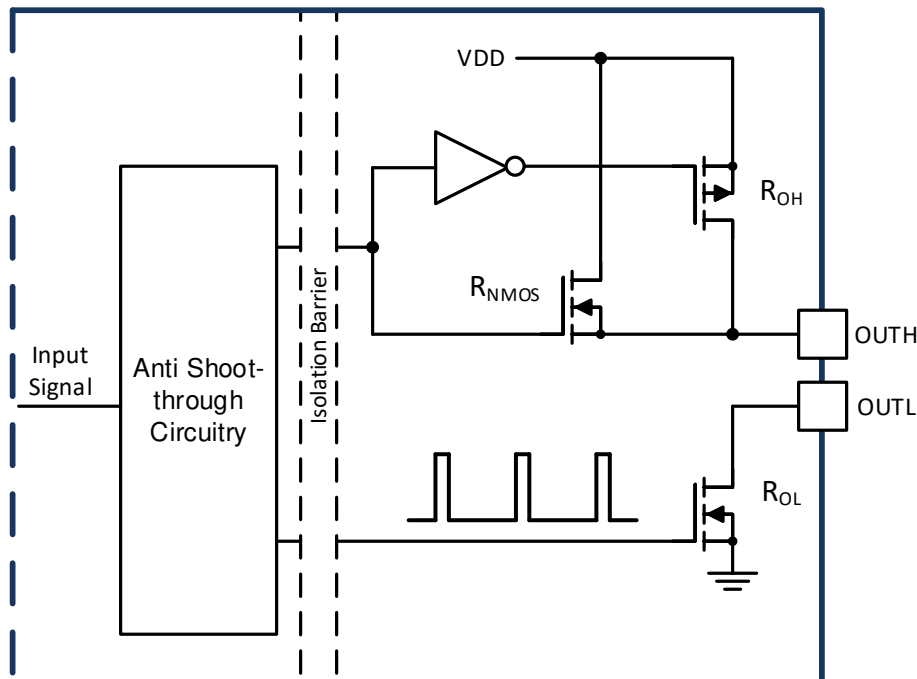 VDD
R_OH
R_NMOS
Isolation Barrier
OUTH
Input
Signal
Anti Shoot-
through
Circuitry
OUTL
R_OL